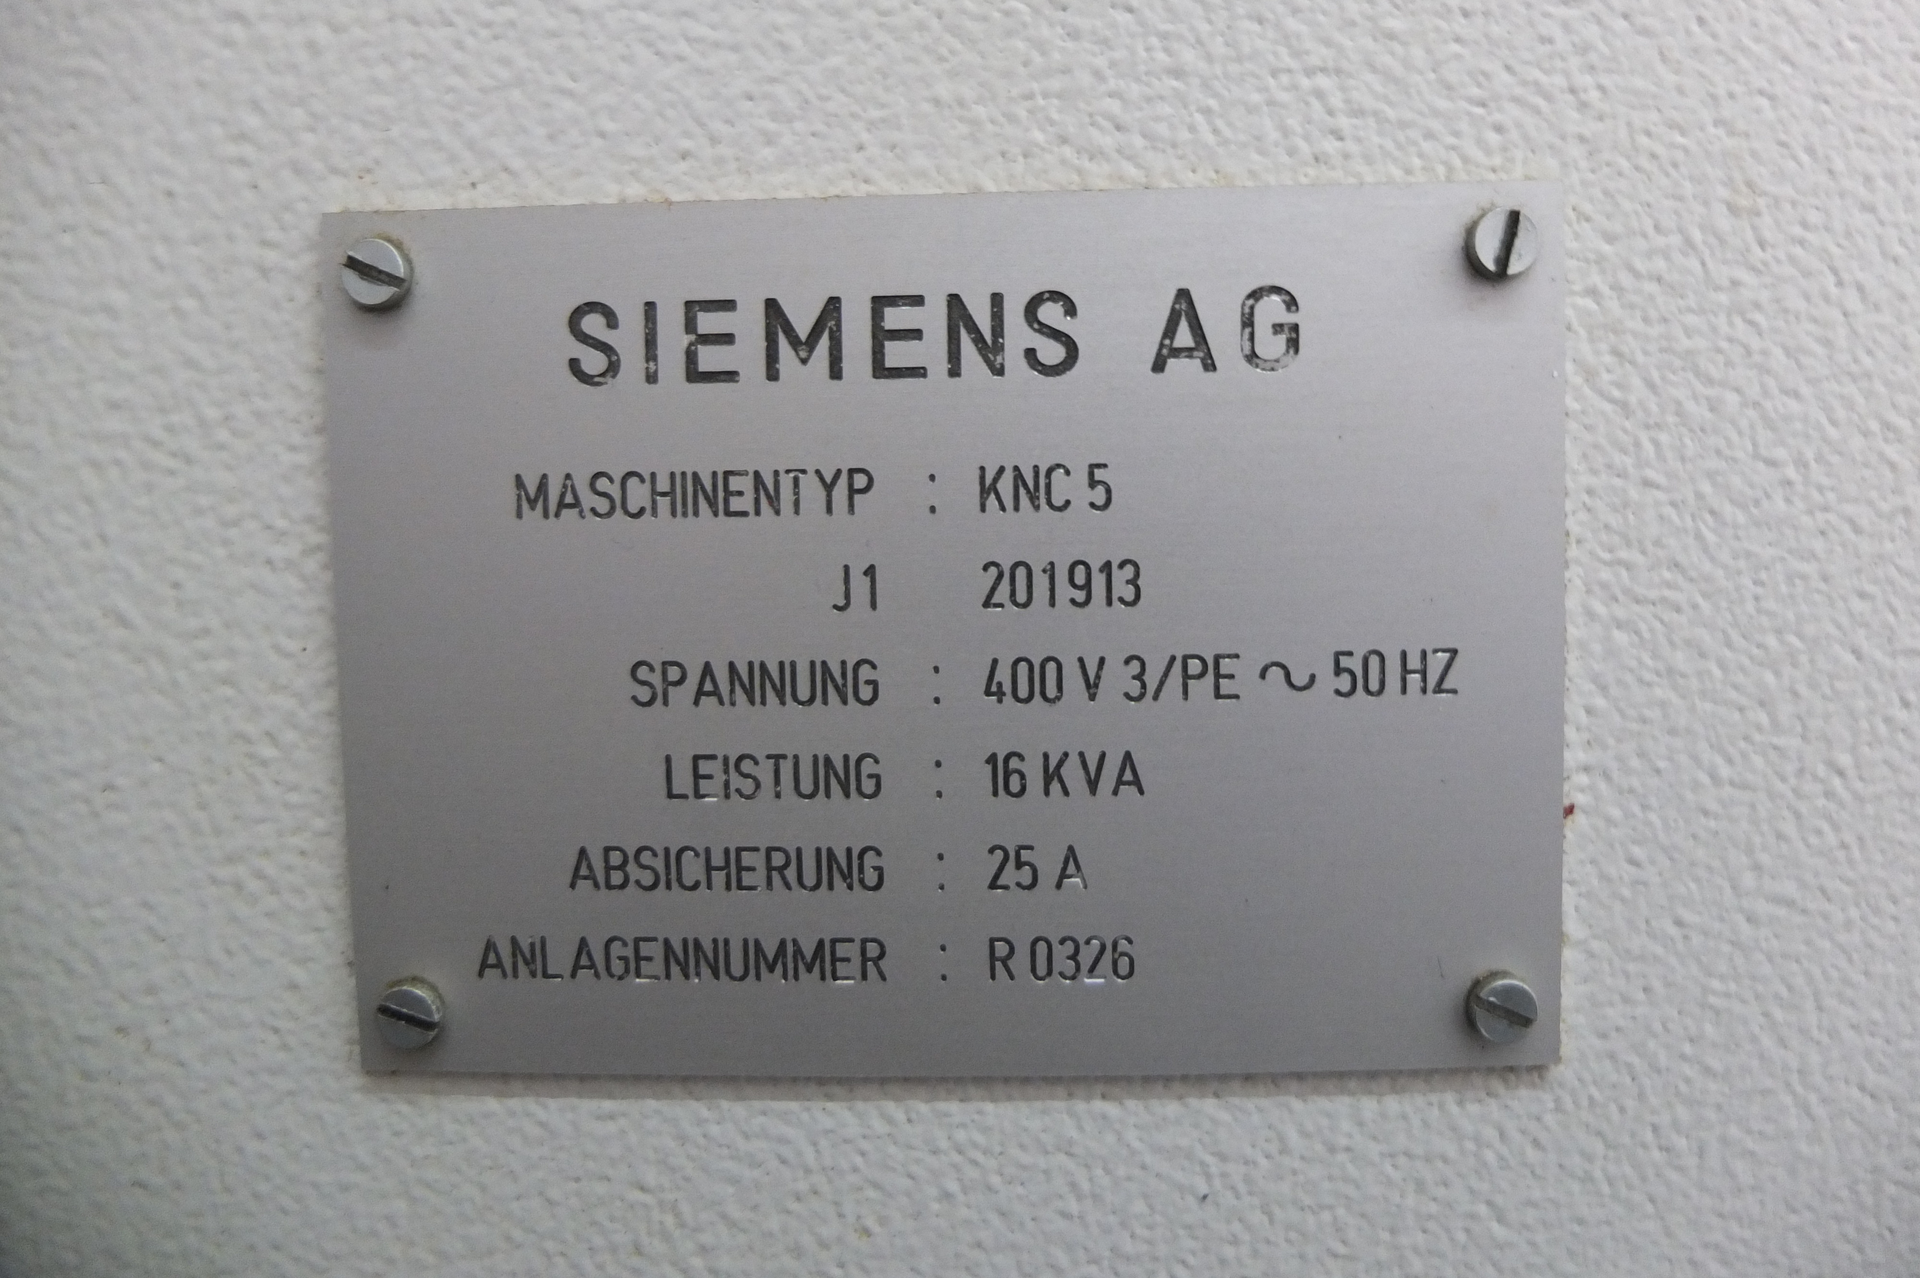 SIEMENS AG
MASCHINENTYP : KNC 5
J1 201913
SPANNUNG : 400 V 3/PE ~ 50 HZ
LEISTUNG : 16 KVA
ABSICHERUNG : 25 A
ANLAGENNUMMER : R 0326